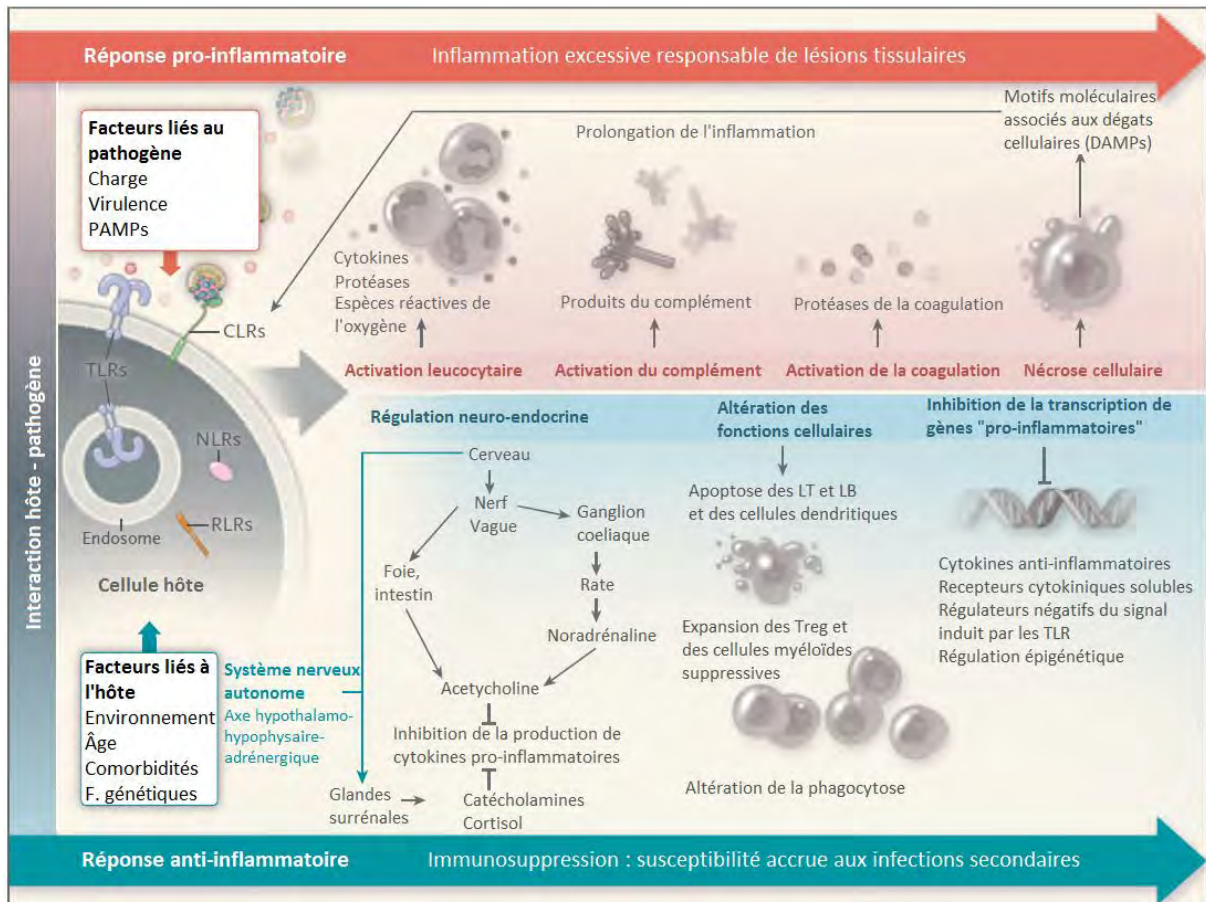 Réponse pro-inflammatoire
Inflammation excessive responsable de lésions tissulaires
Interaction hôte - pathogène
Facteurs liés au
pathogène
Charge
Virulence
PAMPs
Prolongation de l'inflammation
Motifs moléculaires
associés aux dégats
cellulaires (DAMPs)
Cytokines
Protéases
Espèces réactives de
l'oxygène
Produits du complément
Protéases de la coagulation
CLRs
TLRs
NLRs
RLRs
Endosome
Cellule hôte
Activation leucocytaire
Activation du complément
Activation de la coagulation
Nécrose cellulaire
Régulation neuro-endocrine
Cerveau
Nerf
Vague
Ganglion
coeliaque
Foie,
intestin
Rate
Noradrénaline
Acetycholine
Inhibition de la production de
cytokines pro-inflammatoires
Glandes
surrénales
Catécholamines
Cortisol
Système nerveux
autonome
Axe hypothalamo-
hypophysaire-
adrénergique
Altération des
fonctions cellulaires
Apoptose des LT et LB
et des cellules dendritiques
Expansion des Treg et
des cellules myéloïdes
suppressives
Altération de la phagocytose
Inhibition de la transcription de
gènes "pro-inflammatoires"
Cytokines anti-inflammatoires
Recepteurs cytokiniques solubles
Régulateurs négatifs du signal
induit par les TLR
Régulation épigénétique
Facteurs liés à
l'hôte
Environnement
Âge
Comorbidités
F. génétiques
Réponse anti-inflammatoire
Immunosuppression : susceptibilité accrue aux infections secondaires